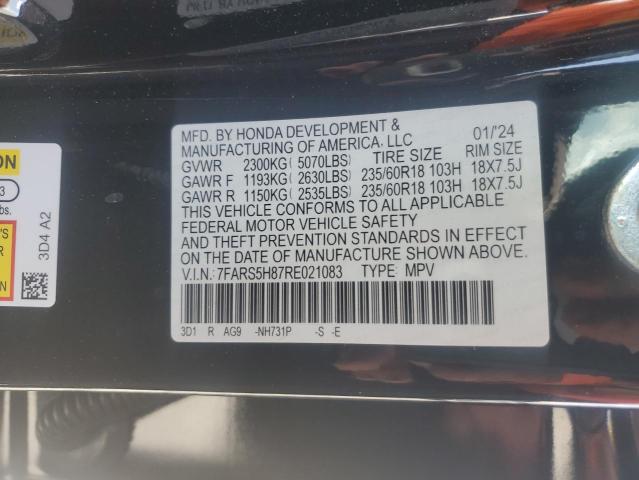 ON
3
bs.
'S
R
3D4 A2
MFD. BY HONDA DEVELOPMENT &
MANUFACTURING OF AMERICA, LLC 01/'24
GVWR 2300KG( 5070LBS) TIRE SIZE RIM SIZE
GAWR F 1193KG( 2630LBS) 235/60R18 103H 18X7.5J
GAWR R 1150KG( 2535LBS) 235/60R18 103H 18X7.5J
THIS VEHICLE CONFORMS TO ALL APPLICABLE
FEDERAL MOTOR VEHICLE SAFETY
AND THEFT PREVENTION STANDARDS IN EFFECT
ON THE DATE OF MANUFACTURE SHOWN ABOVE.
V.I.N.: 7FARS5H87RE021083 TYPE: MPV
3D1 R AG9 -NH731P -S -E